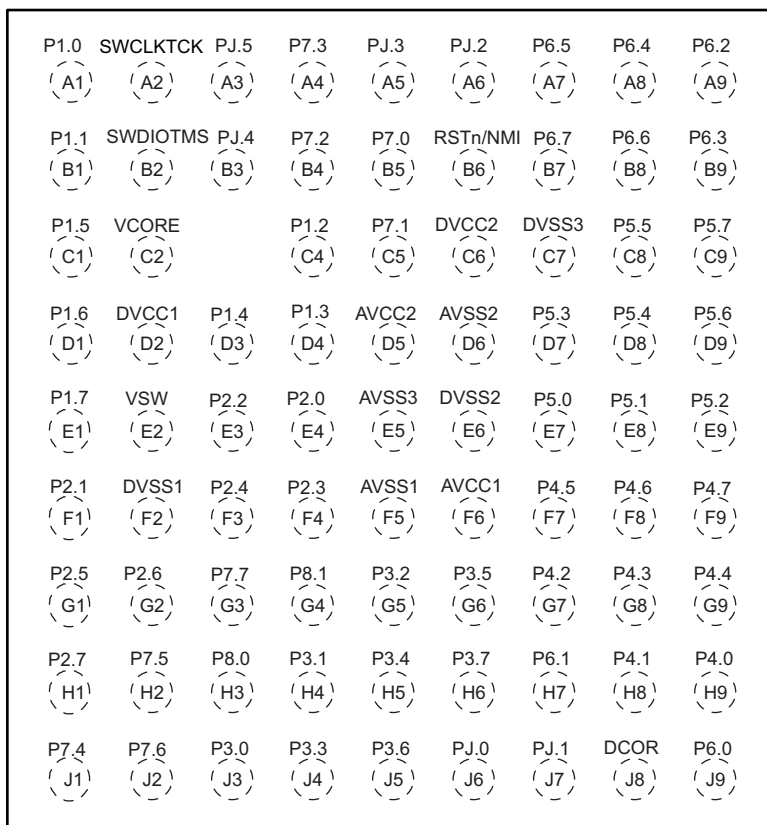 P1.0 SWCLKTCK PJ.5 P7.3 PJ.3 PJ.2 P6.5 P6.4 P6.2
A1 A2 A3 A4 A5 A6 A7 A8 A9
P1.1 SWDIOTMS PJ.4 P7.2 P7.0 RSTn/NMI P6.7 P6.6 P6.3
B1 B2 B3 B4 B5 B6 B7 B8 B9
P1.5 VCORE P1.2 P7.1 DVCC2 DVSS3 P5.5 P5.7
C1 C2 C4 C5 C6 C7 C8 C9
P1.6 DVCC1 P1.4 P1.3 AVCC2 AVSS2 P5.3 P5.4 P5.6
D1 D2 D3 D4 D5 D6 D7 D8 D9
P1.7 VSW P2.2 P2.0 AVSS3 DVSS2 P5.0 P5.1 P5.2
E1 E2 E3 E4 E5 E6 E7 E8 E9
P2.1 DVSS1 P2.4 P2.3 AVSS1 AVCC1 P4.5 P4.6 P4.7
F1 F2 F3 F4 F5 F6 F7 F8 F9
P2.5 P2.6 P7.7 P8.1 P3.2 P3.5 P4.2 P4.3 P4.4
G1 G2 G3 G4 G5 G6 G7 G8 G9
P2.7 P7.5 P8.0 P3.1 P3.4 P3.7 P6.1 P4.1 P4.0
H1 H2 H3 H4 H5 H6 H7 H8 H9
P7.4 P7.6 P3.0 P3.3 P3.6 PJ.0 PJ.1 DCOR P6.0
J1 J2 J3 J4 J5 J6 J7 J8 J9